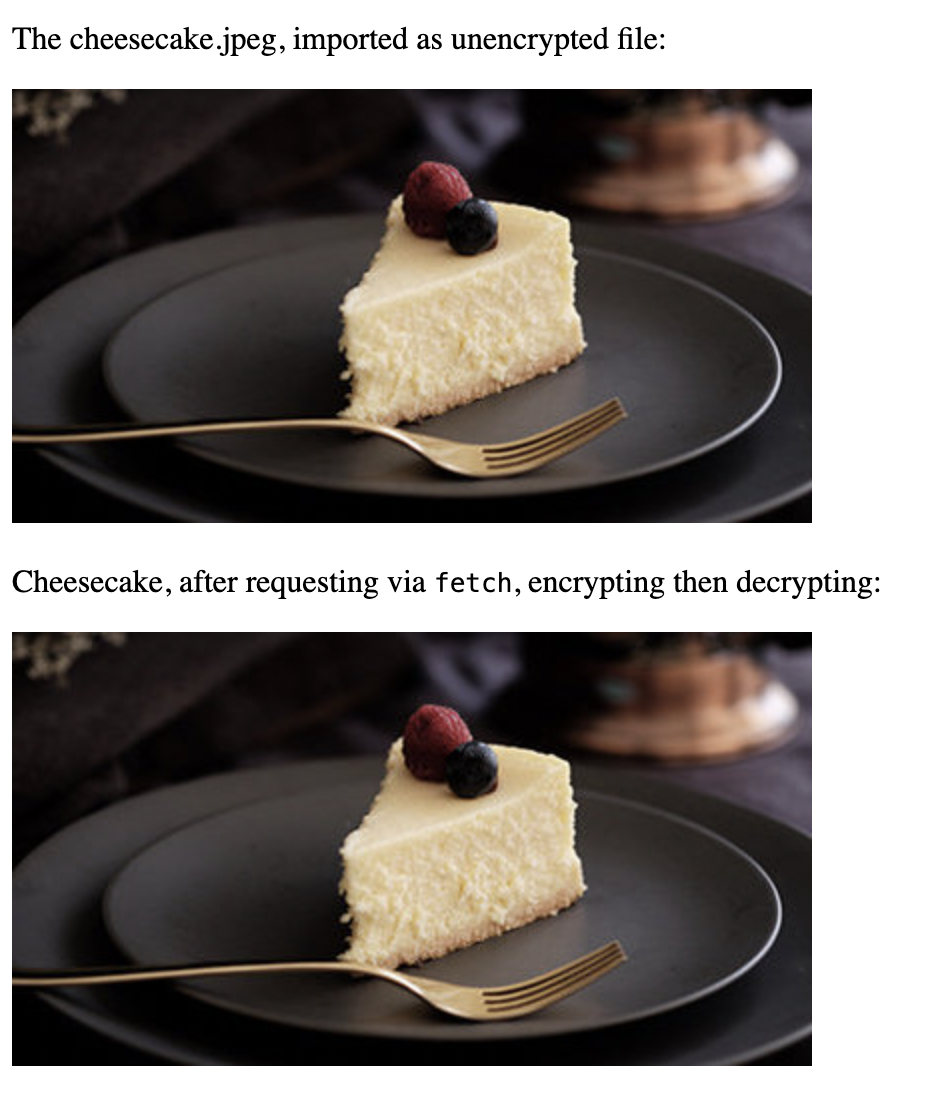 The cheesecake.jpeg, imported as unencrypted file:
Cheesecake, after requesting via fetch, encrypting then decrypting: